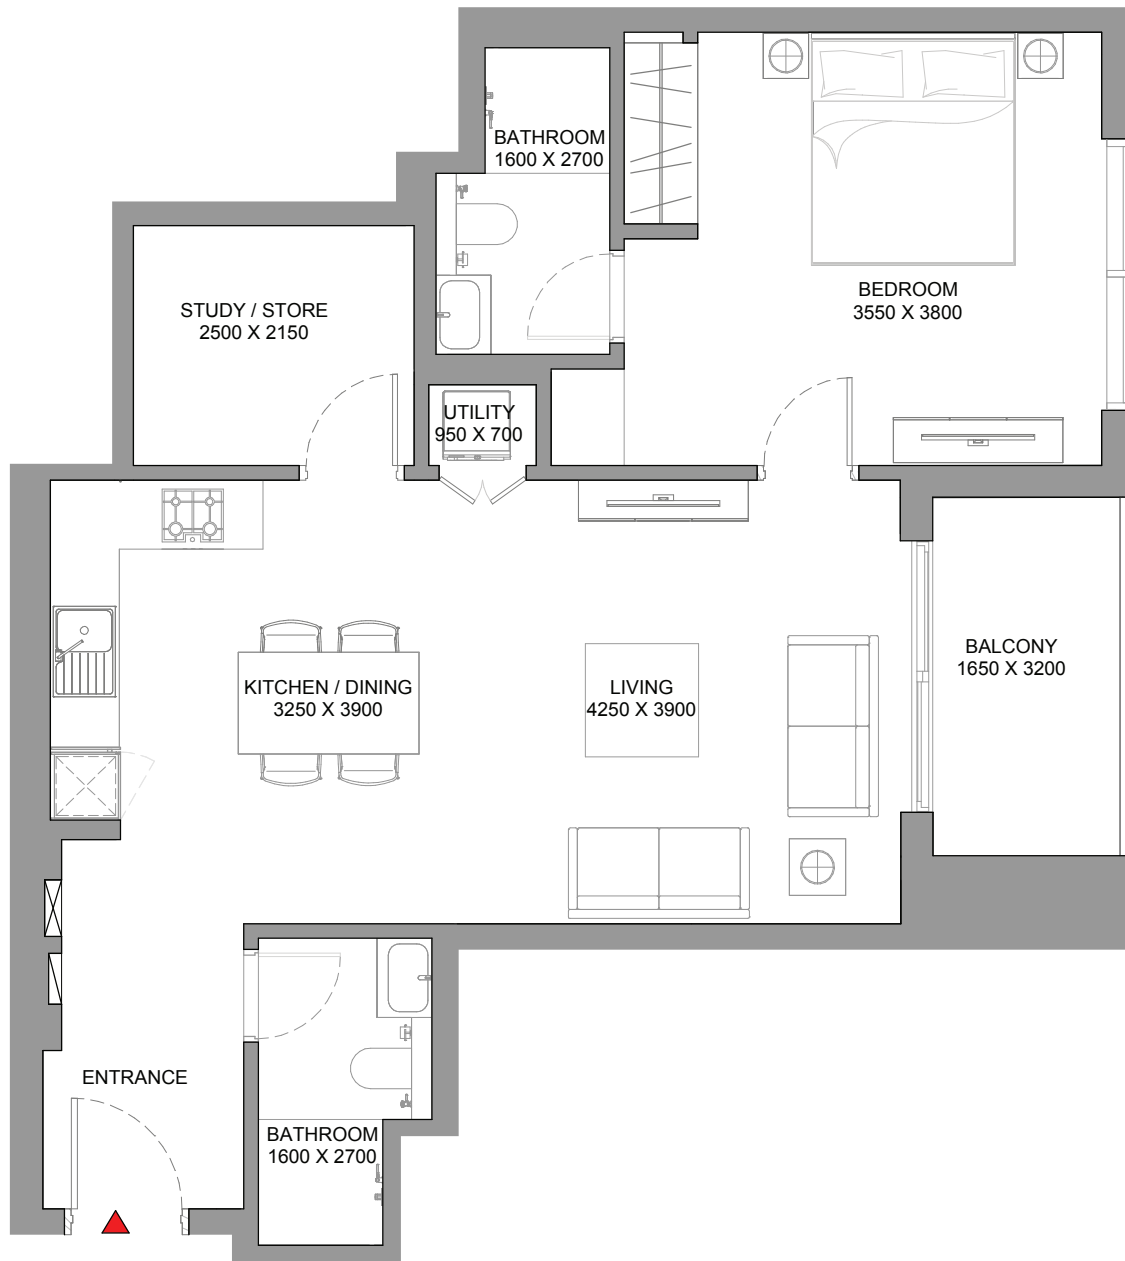 BATHROOM
1600 X 2700
STUDY / STORE
2500 X 2150
BEDROOM
3550 X 3800
UTILITY
950 X 700
KITCHEN / DINING
3250 X 3900
LIVING
4250 X 3900
BALCONY
1650 X 3200
ENTRANCE
BATHROOM
1600 X 2700